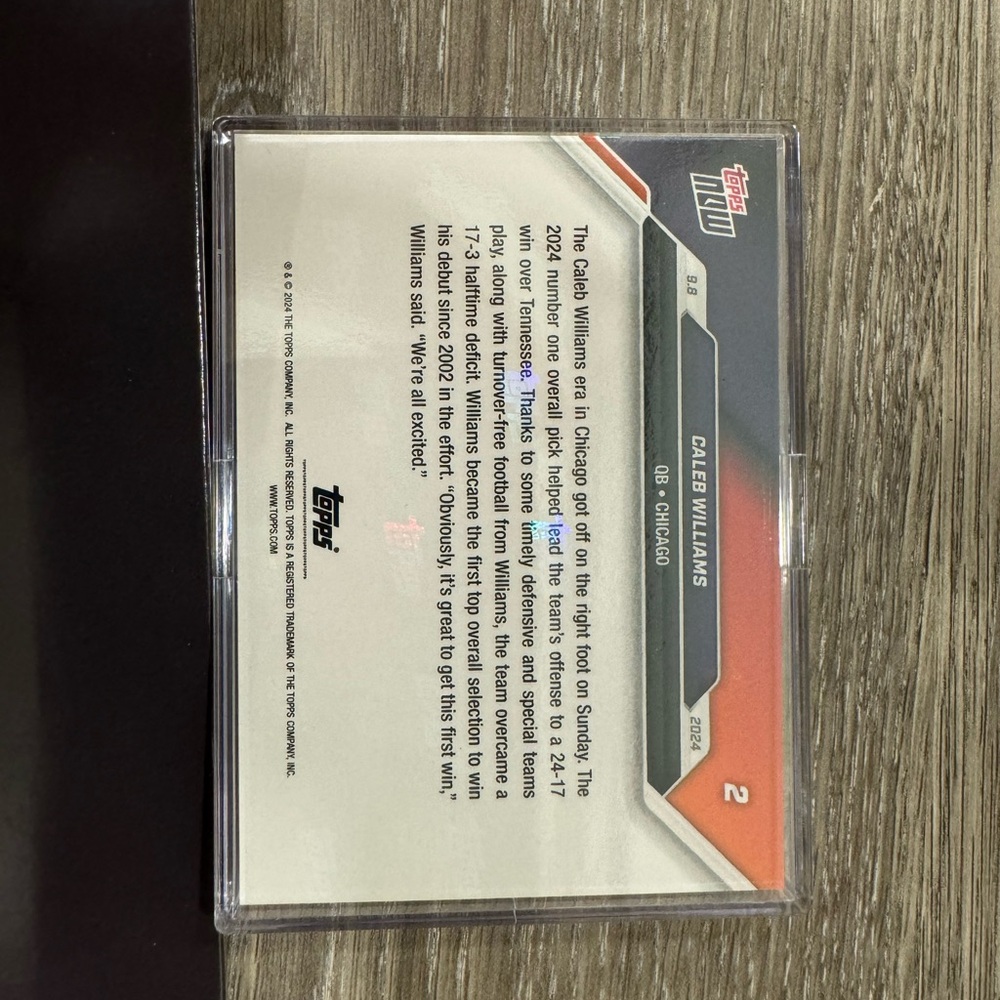 topps
NOW
2
9.8
CALEB WILLIAMS
2024
QB • CHICAGO
The Caleb Williams era in Chicago got off on the right foot on Sunday. The
2024 number one overall pick helped lead the team's offense to a 24-17
win over Tennessee. Thanks to some timely defensive and special teams
play, along with turnover-free football from Williams, the team overcame a
17-3 halftime deficit. Williams became the first top overall selection to win
his debut since 2002 in the effort. “Obviously, it's great to get this first win,”
Williams said. “We're all excited.”
topps
® & © 2024 THE TOPPS COMPANY, INC. ALL RIGHTS RESERVED. TOPPS IS A REGISTERED TRADEMARK OF THE TOPPS COMPANY, INC.
WWW.TOPPS.COM